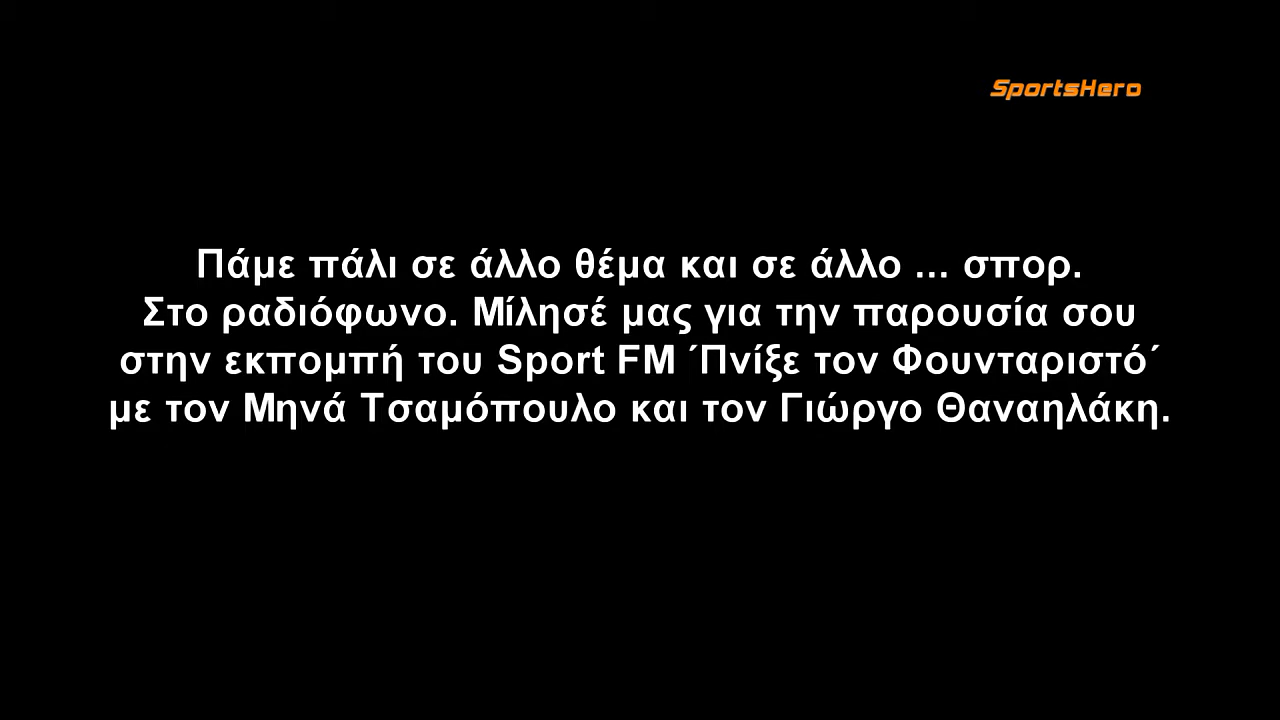 SportsHero
Πάμε πάλι σε άλλο θέμα και σε άλλο ... σπορ.
Στο ραδιόφωνο. Μίλησέ μας για την παρουσία σου
στην εκπομπή του Sport FM ΄Πνίξε τον Φουνταριστό΄
με τον Μηνά Τσαμόπουλο και τον Γιώργο Θαναηλάκη.